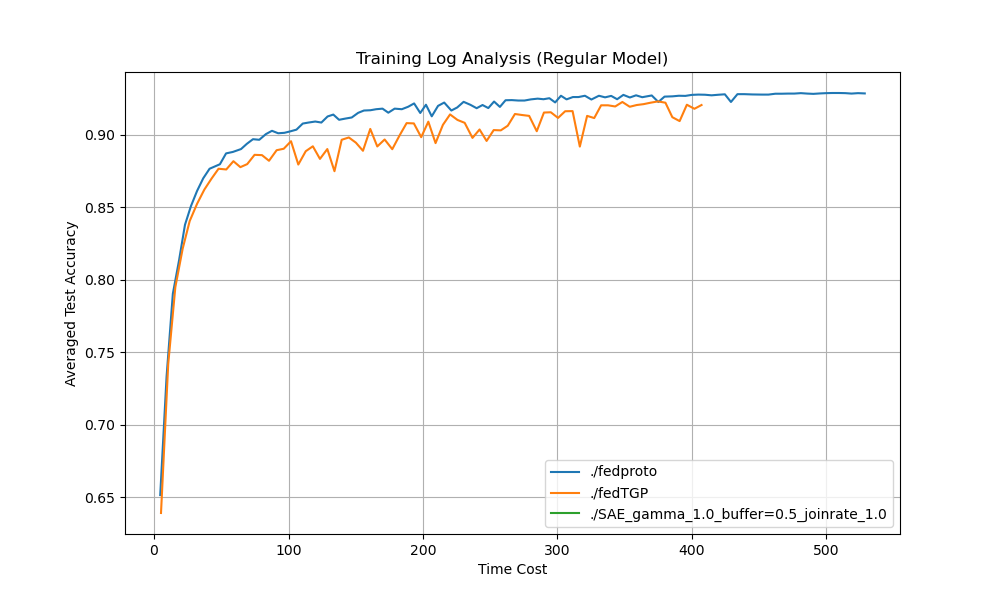 Training Log Analysis (Regular Model)
Averaged Test Accuracy
0.90
0.85
0.80
0.75
0.70
0.65
./fedproto
./fedTGP
./SAE_gamma_1.0_buffer=0.5_joinrate_1.0
0 100 200 300 400 500
Time Cost